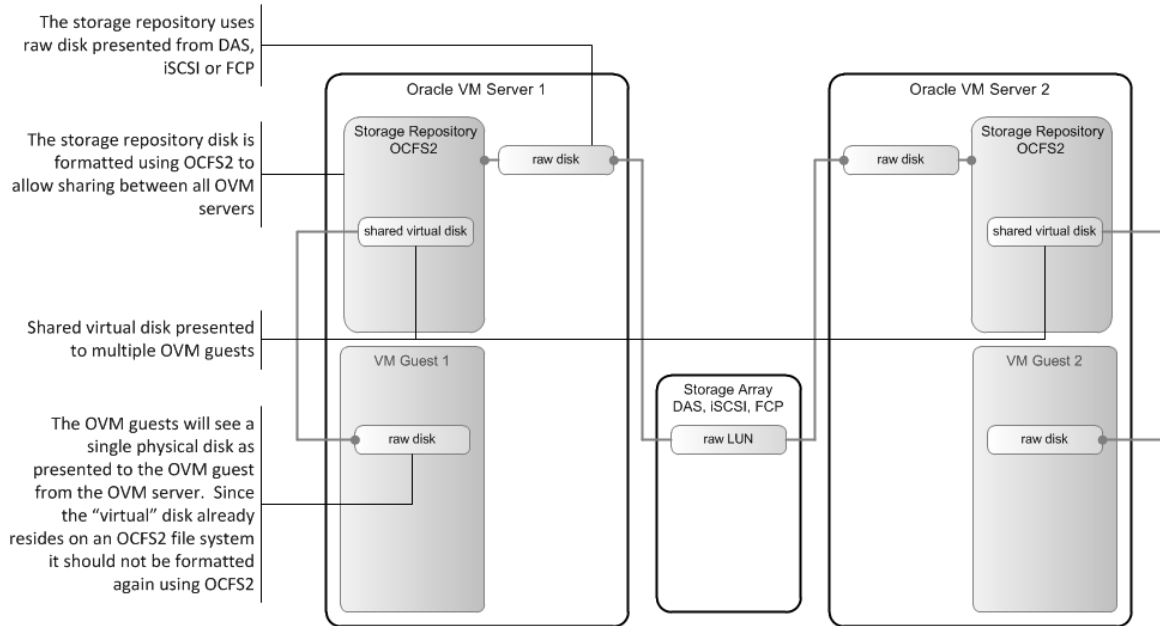 The storage repository uses
raw disk presented from DAS,
iSCSI or FCP
The storage repository disk is
formatted using OCFS2 to
allow sharing between all OVM
servers
Shared virtual disk presented
to multiple OVM guests
The OVM guests will see a
single physical disk as
presented to the OVM guest
from the OVM server.  Since
the “virtual” disk already
resides on an OCFS2 file system
it should not be formatted
again using OCFS2
Oracle VM Server 1
Storage Repository
OCFS2
raw disk
shared virtual disk
VM Guest 1
raw disk
Storage Array
DAS, iSCSI, FCP
raw LUN
Oracle VM Server 2
raw disk
Storage Repository
OCFS2
shared virtual disk
VM Guest 2
raw disk